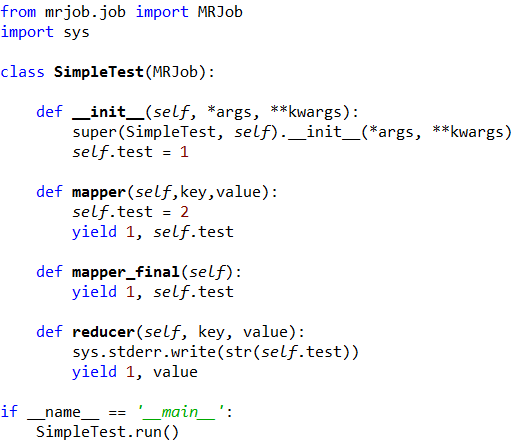 from mrjob.job import MRJob
import sys

class SimpleTest(MRJob):

    def __init__(self, *args, **kwargs):
        super(SimpleTest, self).__init__(*args, **kwargs)
        self.test = 1

    def mapper(self,key,value):
        self.test = 2
        yield 1, self.test

    def mapper_final(self):
        yield 1, self.test

    def reducer(self, key, value):
        sys.stderr.write(str(self.test))
        yield 1, value

if __name__ == '__main__':
    SimpleTest.run()